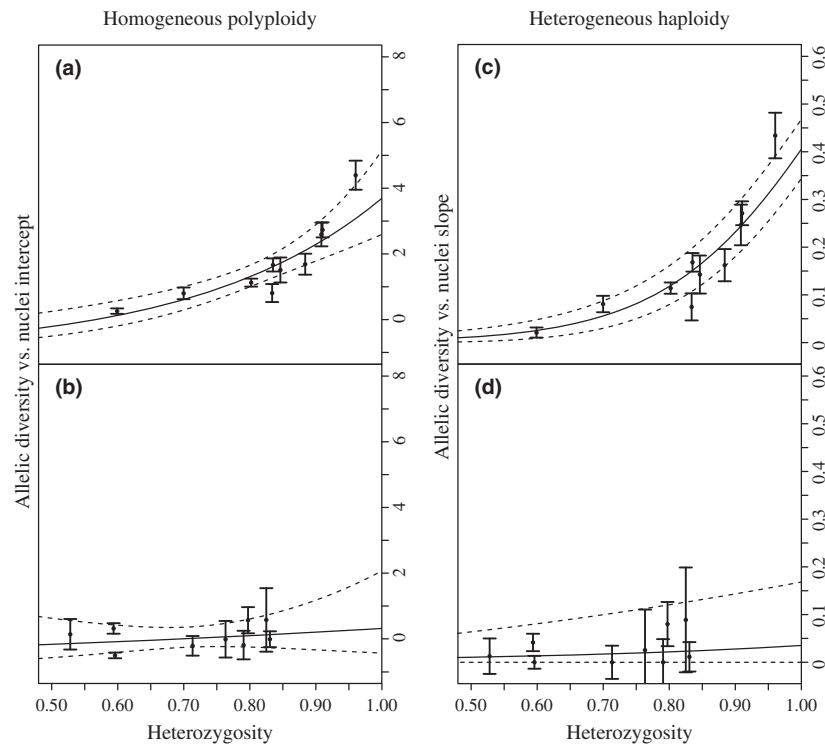 Homogeneous polyploidy
Heterogeneous haploidy
(a)
(c)
8
6
4
2
0
0.6
0.5
0.4
0.3
0.2
0.1
0
Allelic diversity vs. nuclei intercept
Allelic diversity vs. nuclei slope
(b)
(d)
8
6
4
2
0
0.6
0.5
0.4
0.3
0.2
0.1
0
0.50 0.60 0.70 0.80 0.90 1.00
0.50 0.60 0.70 0.80 0.90 1.00
Heterozygosity
Heterozygosity